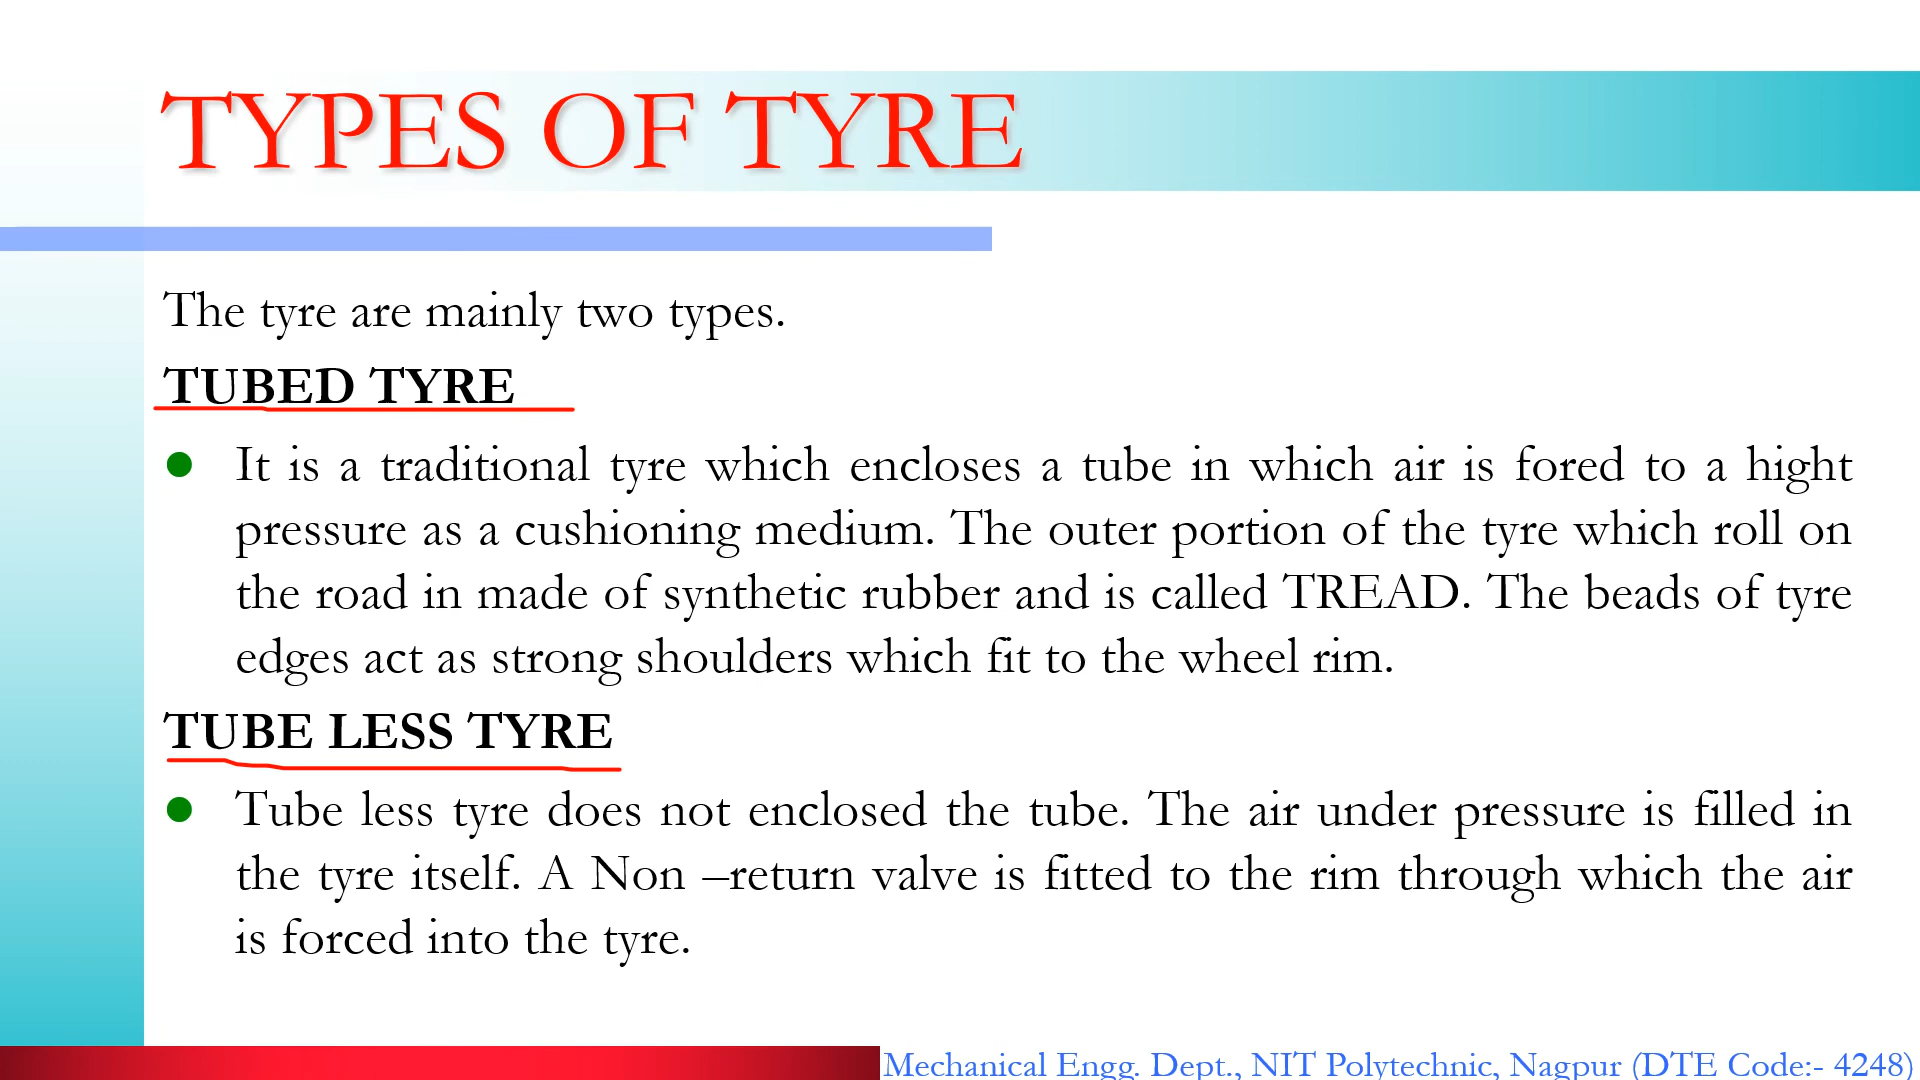 TYPES OF TYRE
The tyre are mainly two types.
TUBED TYRE
It is a traditional tyre which encloses a tube in which air is fored to a hight
pressure as a cushioning medium. The outer portion of the tyre which roll on
the road in made of synthetic rubber and is called TREAD. The beads of tyre
edges act as strong shoulders which fit to the wheel rim.
TUBE LESS TYRE
Tube less tyre does not enclosed the tube. The air under pressure is filled in
the tyre itself. A Non –return valve is fitted to the rim through which the air
is forced into the tyre.
Mechanical Engg. Dept., NIT Polytechnic, Nagpur (DTE Code:- 4248)